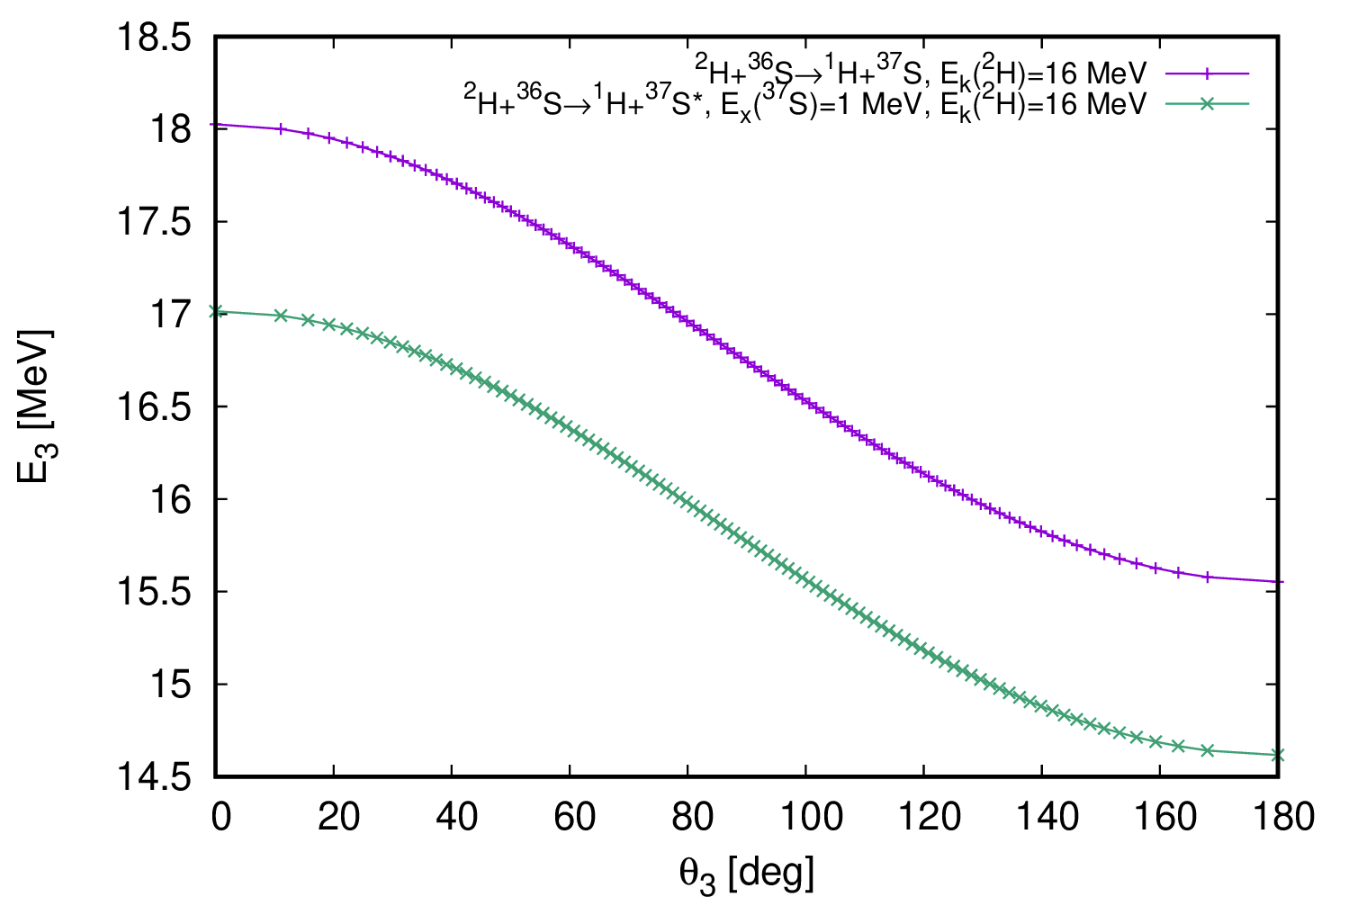 ²H+³⁶S→¹H+³⁷S, Eₖ(²H)=16 MeV
²H+³⁶S→¹H+³⁷S*, Eₓ(³⁷S)=1 MeV, Eₖ(²H)=16 MeV
18.5
18
17.5
17
16.5
16
15.5
15
14.5
E₃ [MeV]
0 20 40 60 80 100 120 140 160 180
θ₃ [deg]